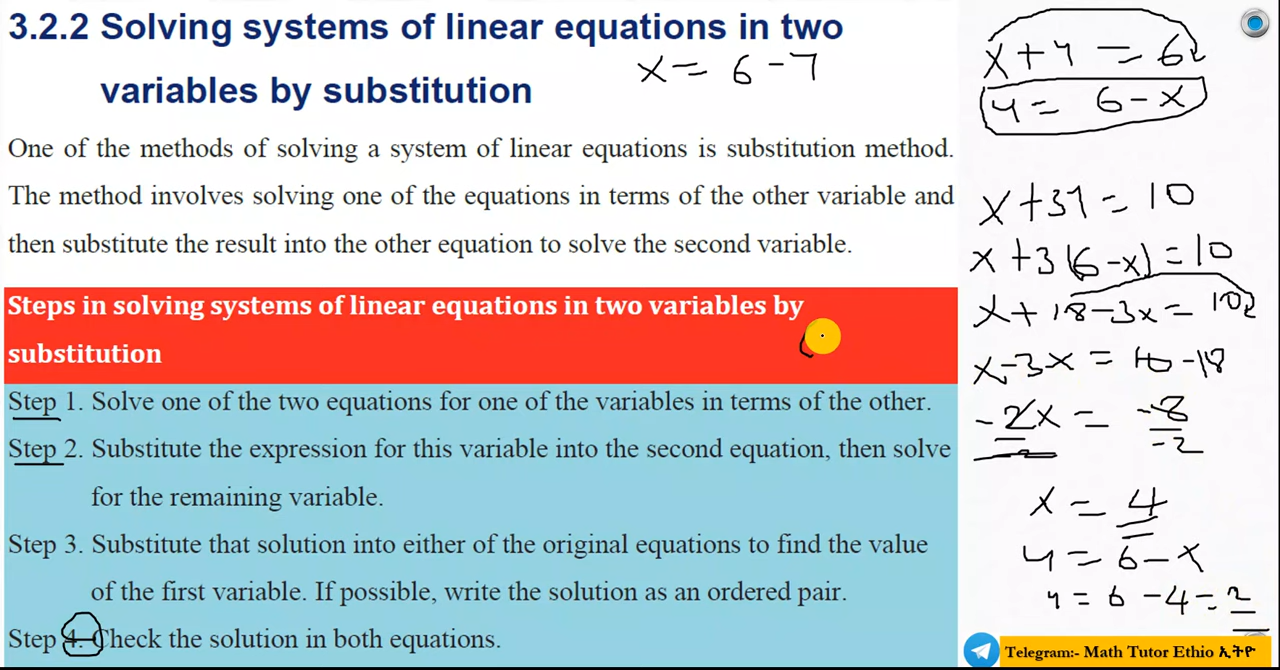 3.2.2 Solving systems of linear equations in two
variables by substitution
x = 6 - y
One of the methods of solving a system of linear equations is substitution method.
The method involves solving one of the equations in terms of the other variable and
then substitute the result into the other equation to solve the second variable.
Steps in solving systems of linear equations in two variables by
substitution
Step 1. Solve one of the two equations for one of the variables in terms of the other.
Step 2. Substitute the expression for this variable into the second equation, then solve
for the remaining variable.
Step 3. Substitute that solution into either of the original equations to find the value
of the first variable. If possible, write the solution as an ordered pair.
Step 4. Check the solution in both equations.
x + y = 6
y = 6 - x
x + 3y = 10
x + 3(6 - x) = 10
x + 18 - 3x = 10
x - 3x = 10 - 18
-2x = -8
-2
x = 4
y = 6 - x
y = 6 - 4 = 2
Telegram:- Math Tutor Ethio ኢትዮ